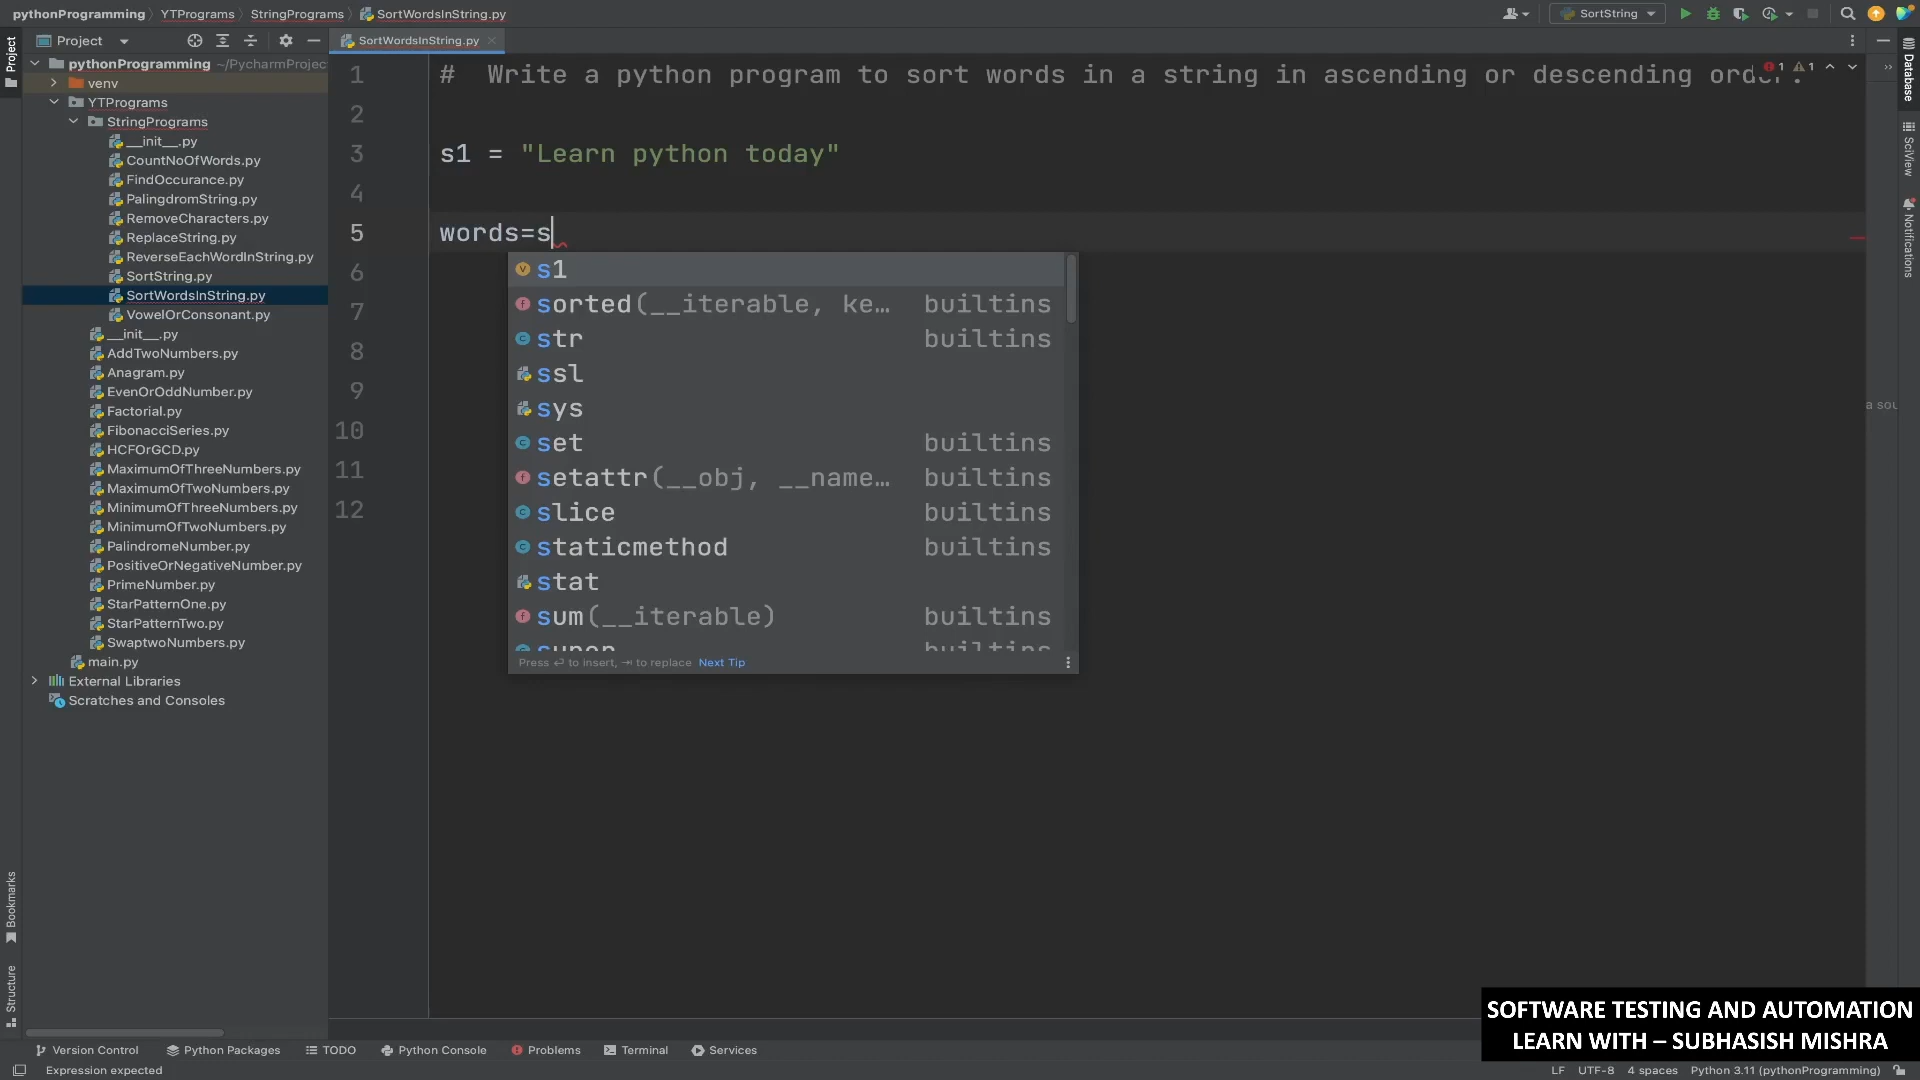 pythonProgramming YTPrograms StringPrograms SortWordsInString.py
SortString
Project
SortWordsInString.py
Project
pythonProgramming ~/PycharmProjec
venv
YTPrograms
StringPrograms
__init__.py
CountNoOfWords.py
FindOccurance.py
PalingdromString.py
RemoveCharacters.py
ReplaceString.py
ReverseEachWordInString.py
SortString.py
SortWordsInString.py
VowelOrConsonant.py
__init__.py
AddTwoNumbers.py
Anagram.py
EvenOrOddNumber.py
Factorial.py
FibonacciSeries.py
HCFOrGCD.py
MaximumOfThreeNumbers.py
MaximumOfTwoNumbers.py
MinimumOfThreeNumbers.py
MinimumOfTwoNumbers.py
PalindromeNumber.py
PositiveOrNegativeNumber.py
PrimeNumber.py
StarPatternOne.py
StarPatternTwo.py
SwaptwoNumbers.py
main.py
External Libraries
Scratches and Consoles
1 # Write a python program to sort words in a string in ascending or descending order.
1 1
2
3 s1 = "Learn python today"
4
5 words=s
6
7
8
9
10
11
12
s1
sorted(__iterable, ke… builtins
str builtins
ssl
sys
set builtins
setattr(__obj, __name… builtins
slice builtins
staticmethod builtins
stat
sum(__iterable) builtins
super builtins
Press ↵ to insert, ⇥ to replace Next Tip
a sou
Database
SciView
Notifications
Bookmarks
Structure
SOFTWARE TESTING AND AUTOMATION
LEARN WITH – SUBHASISH MISHRA
Version Control Python Packages TODO Python Console Problems Terminal Services
Expression expected
LF UTF-8 4 spaces Python 3.11 (pythonProgramming)